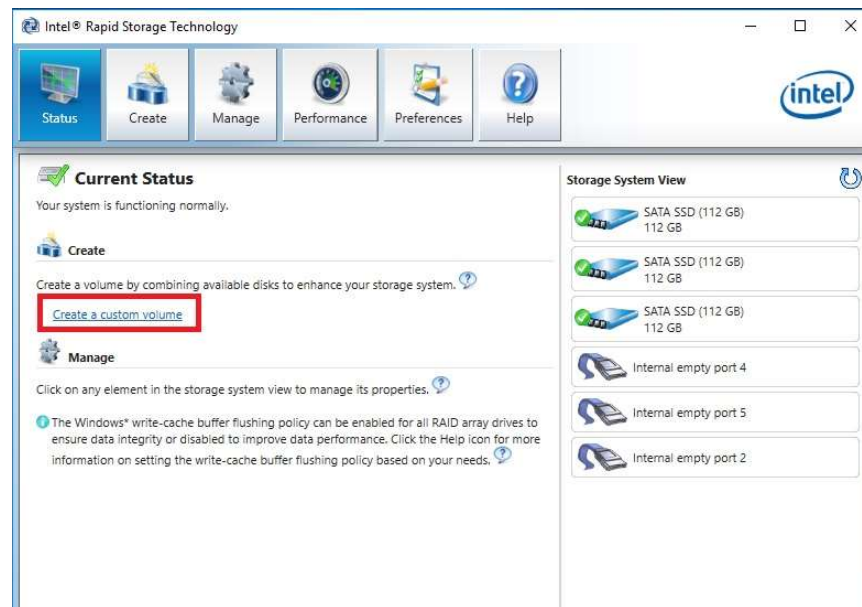 Intel® Rapid Storage Technology
Status
Create
Manage
Performance
Preferences
Help
intel
Current Status
Your system is functioning normally.
Create
Create a volume by combining available disks to enhance your storage system.
Create a custom volume
Manage
Click on any element in the storage system view to manage its properties.
The Windows* write-cache buffer flushing policy can be enabled for all RAID array drives to
ensure data integrity or disabled to improve data performance. Click the Help icon for more
information on setting the write-cache buffer flushing policy based on your needs.
Storage System View
SATA SSD (112 GB)
112 GB
SATA SSD (112 GB)
112 GB
SATA SSD (112 GB)
112 GB
Internal empty port 4
Internal empty port 5
Internal empty port 2